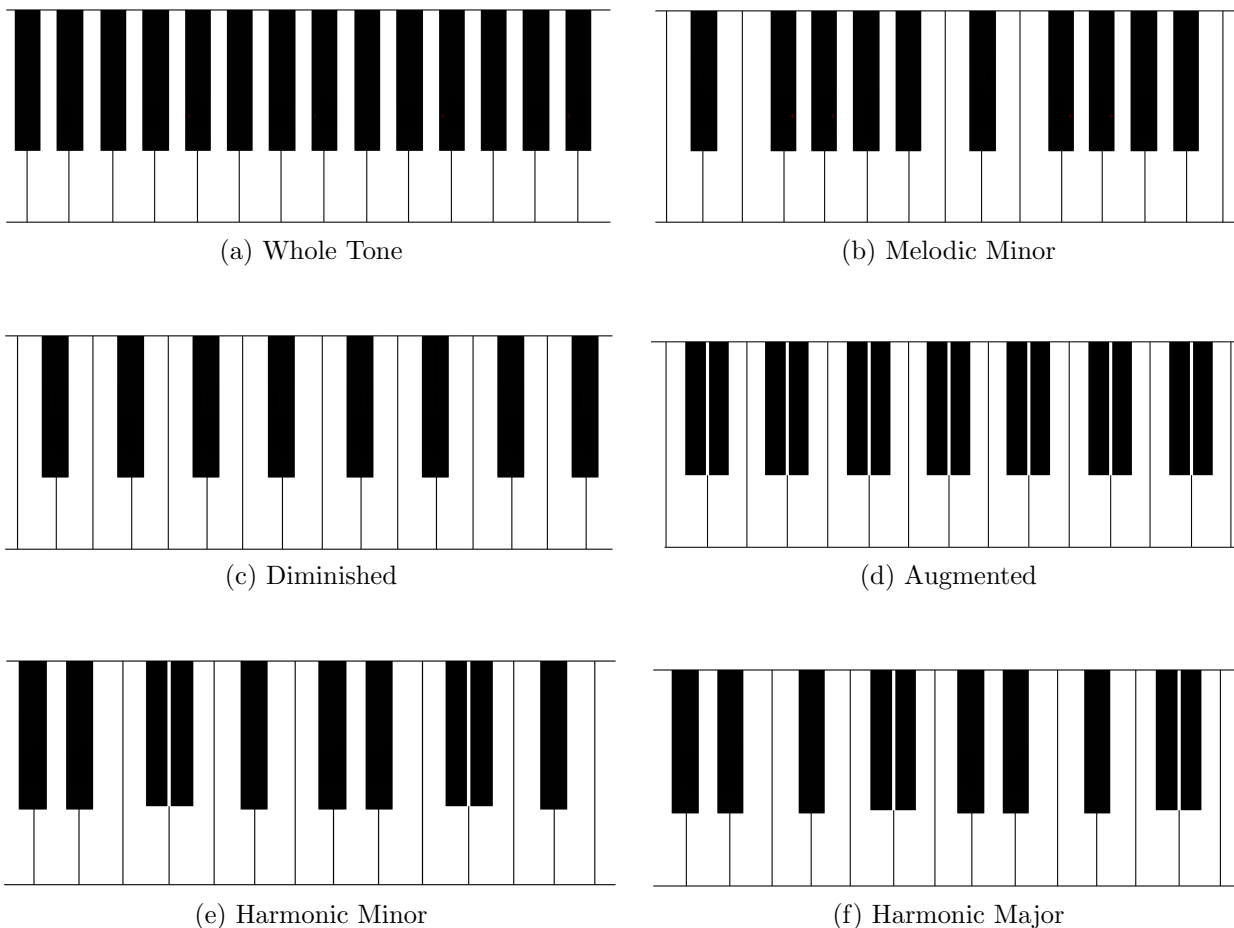 (a) Whole Tone
(b) Melodic Minor
(c) Diminished
(d) Augmented
(e) Harmonic Minor
(f) Harmonic Major